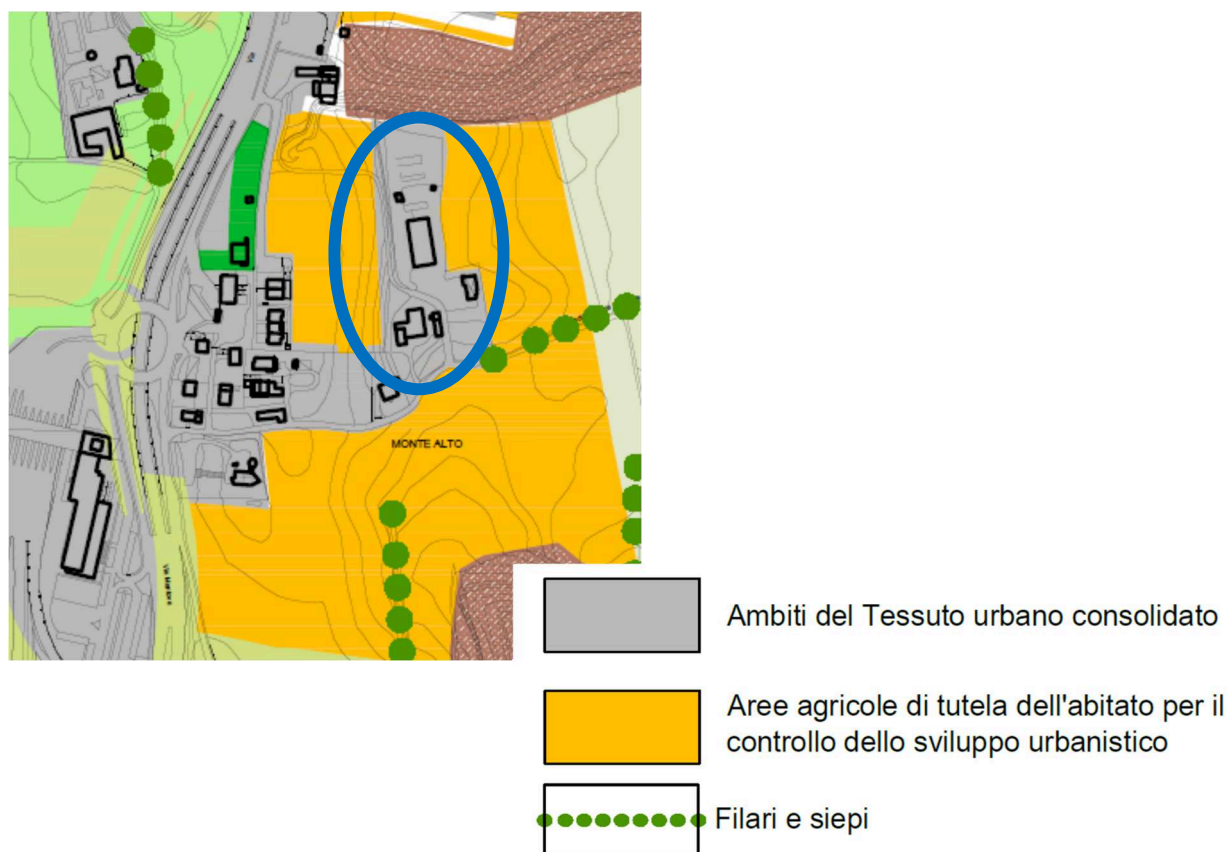 Via
MONTE ALTO
Ambiti del Tessuto urbano consolidato
Aree agricole di tutela dell'abitato per il
controllo dello sviluppo urbanistico
Filari e siepi